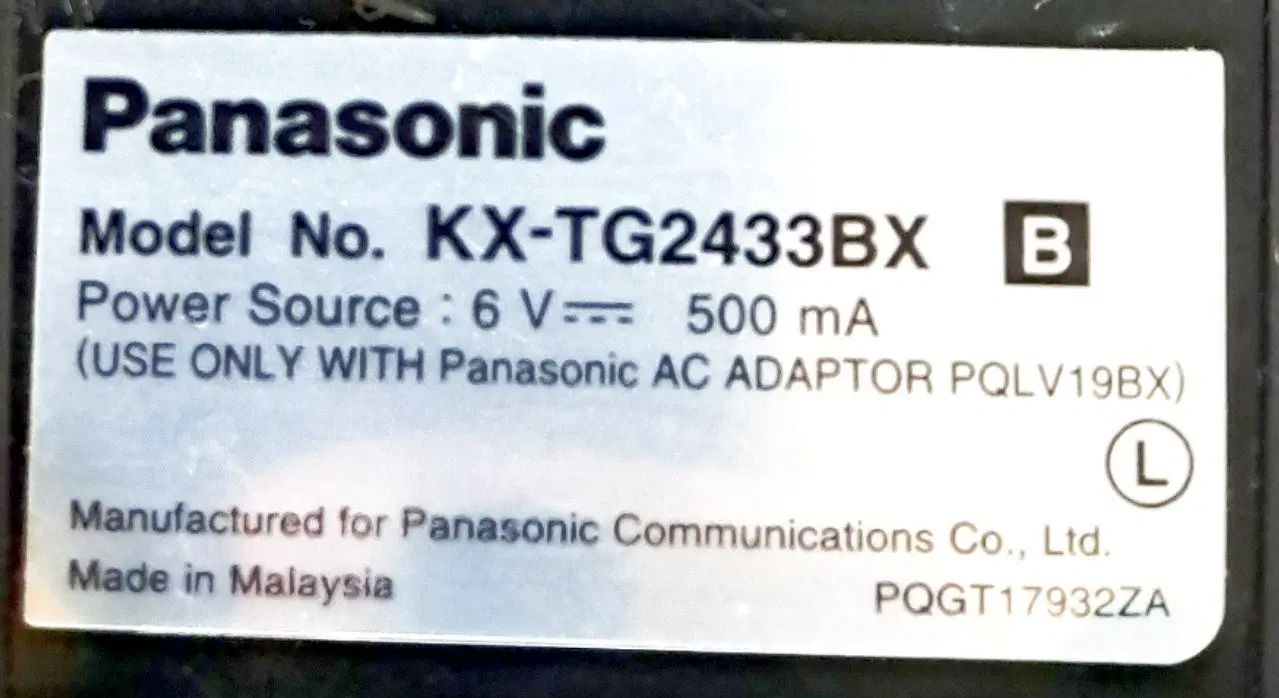 Panasonic
Model No. KX-TG2433BX B
Power Source : 6 V⎓ 500 mA
(USE ONLY WITH Panasonic AC ADAPTOR PQLV19BX)
L
Manufactured for Panasonic Communications Co., Ltd.
Made in Malaysia PQGT17932ZA